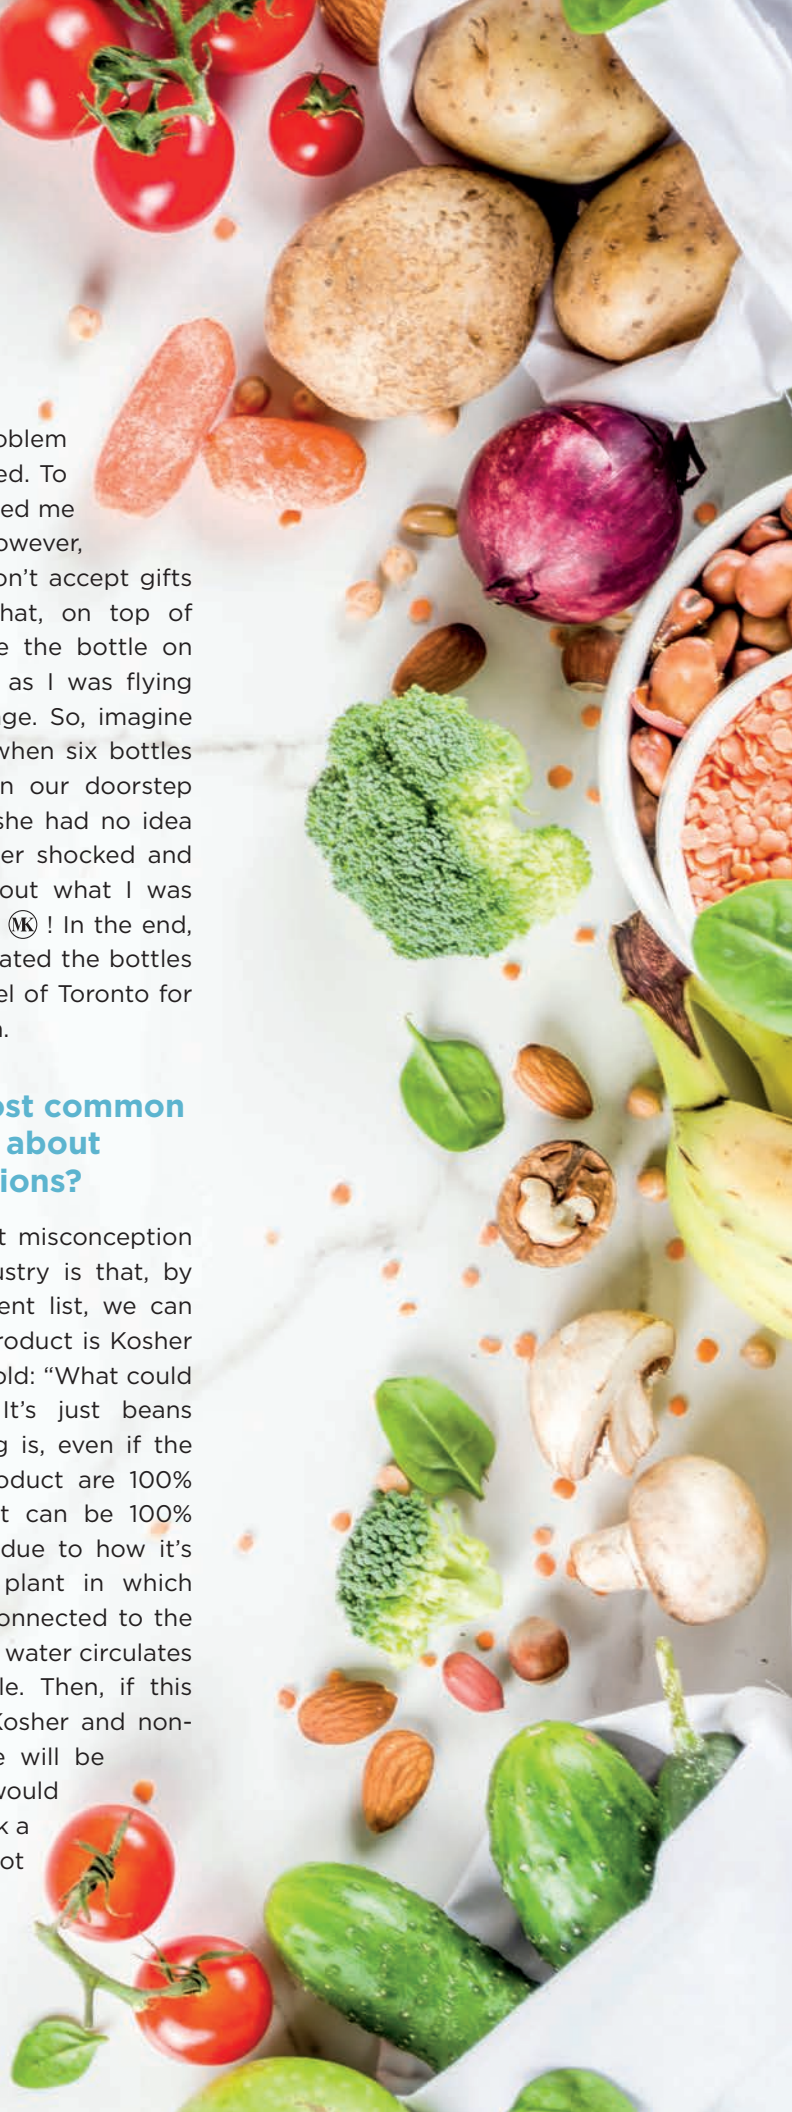 oblem
ed. To
ed me
owever,
on't accept gifts
hat, on top of
e the bottle on
as I was flying
ge. So, imagine
when six bottles
n our doorstep
she had no idea
er shocked and
out what I was
MK ! In the end,
ated the bottles
el of Toronto for
.
ost common
about
ions?
t misconception
ustry is that, by
ent list, we can
roduct is Kosher
old: “What could
It’s just beans
g is, even if the
oduct are 100%
t can be 100%
due to how it’s
plant in which
onnected to the
water circulates
le. Then, if this
Kosher and non-
e will be
would
k a
ot